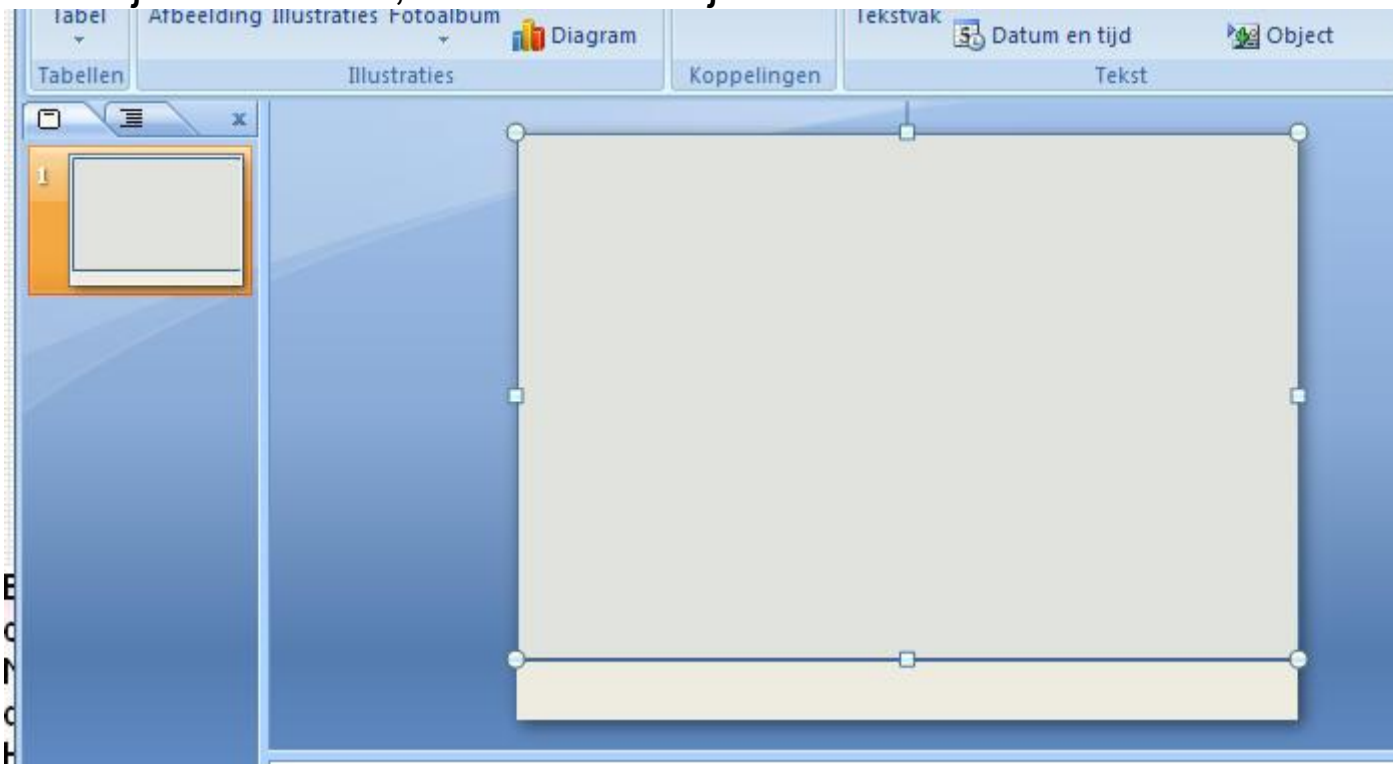 Tabel Afbeelding Illustraties Fotoalbum Tekstvak
Diagram Datum en tijd Object
Tabellen Illustraties Koppelingen Tekst
1